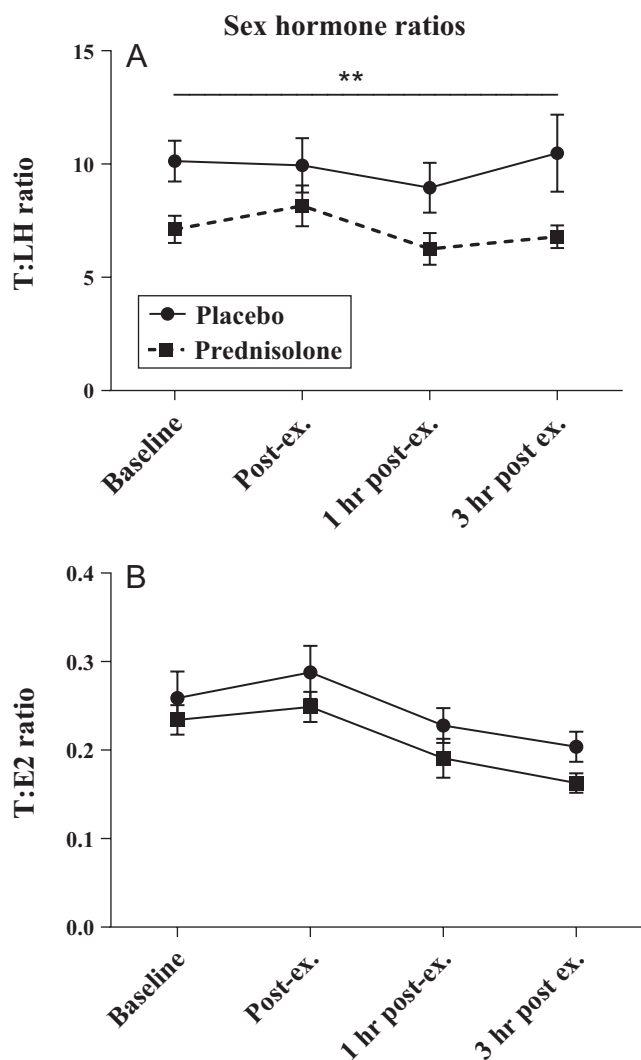 Sex hormone ratios
A
**
15
10
5
0
T:LH ratio
Placebo
Prednisolone
Baseline
Post-ex.
1 hr post-ex.
3 hr post ex.
B
0.4
0.3
0.2
0.1
0.0
T:E2 ratio
Baseline
Post-ex.
1 hr post-ex.
3 hr post ex.